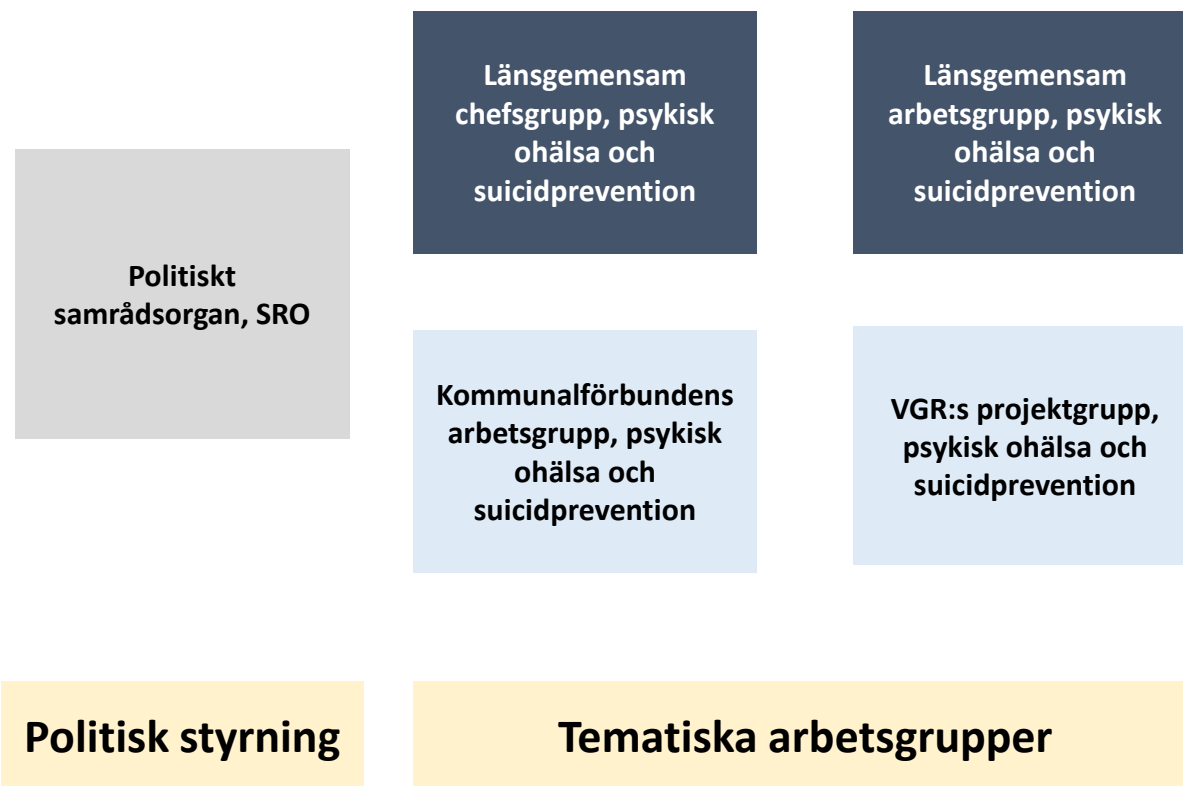 Länsgemensam
chefsgrupp, psykisk
ohälsa och
suicidprevention
Länsgemensam
arbetsgrupp, psykisk
ohälsa och
suicidprevention
Politiskt
samrådsorgan, SRO
Kommunalförbundens
arbetsgrupp, psykisk
ohälsa och
suicidprevention
VGR:s projektgrupp,
psykisk ohälsa och
suicidprevention
Politisk styrning
Tematiska arbetsgrupper